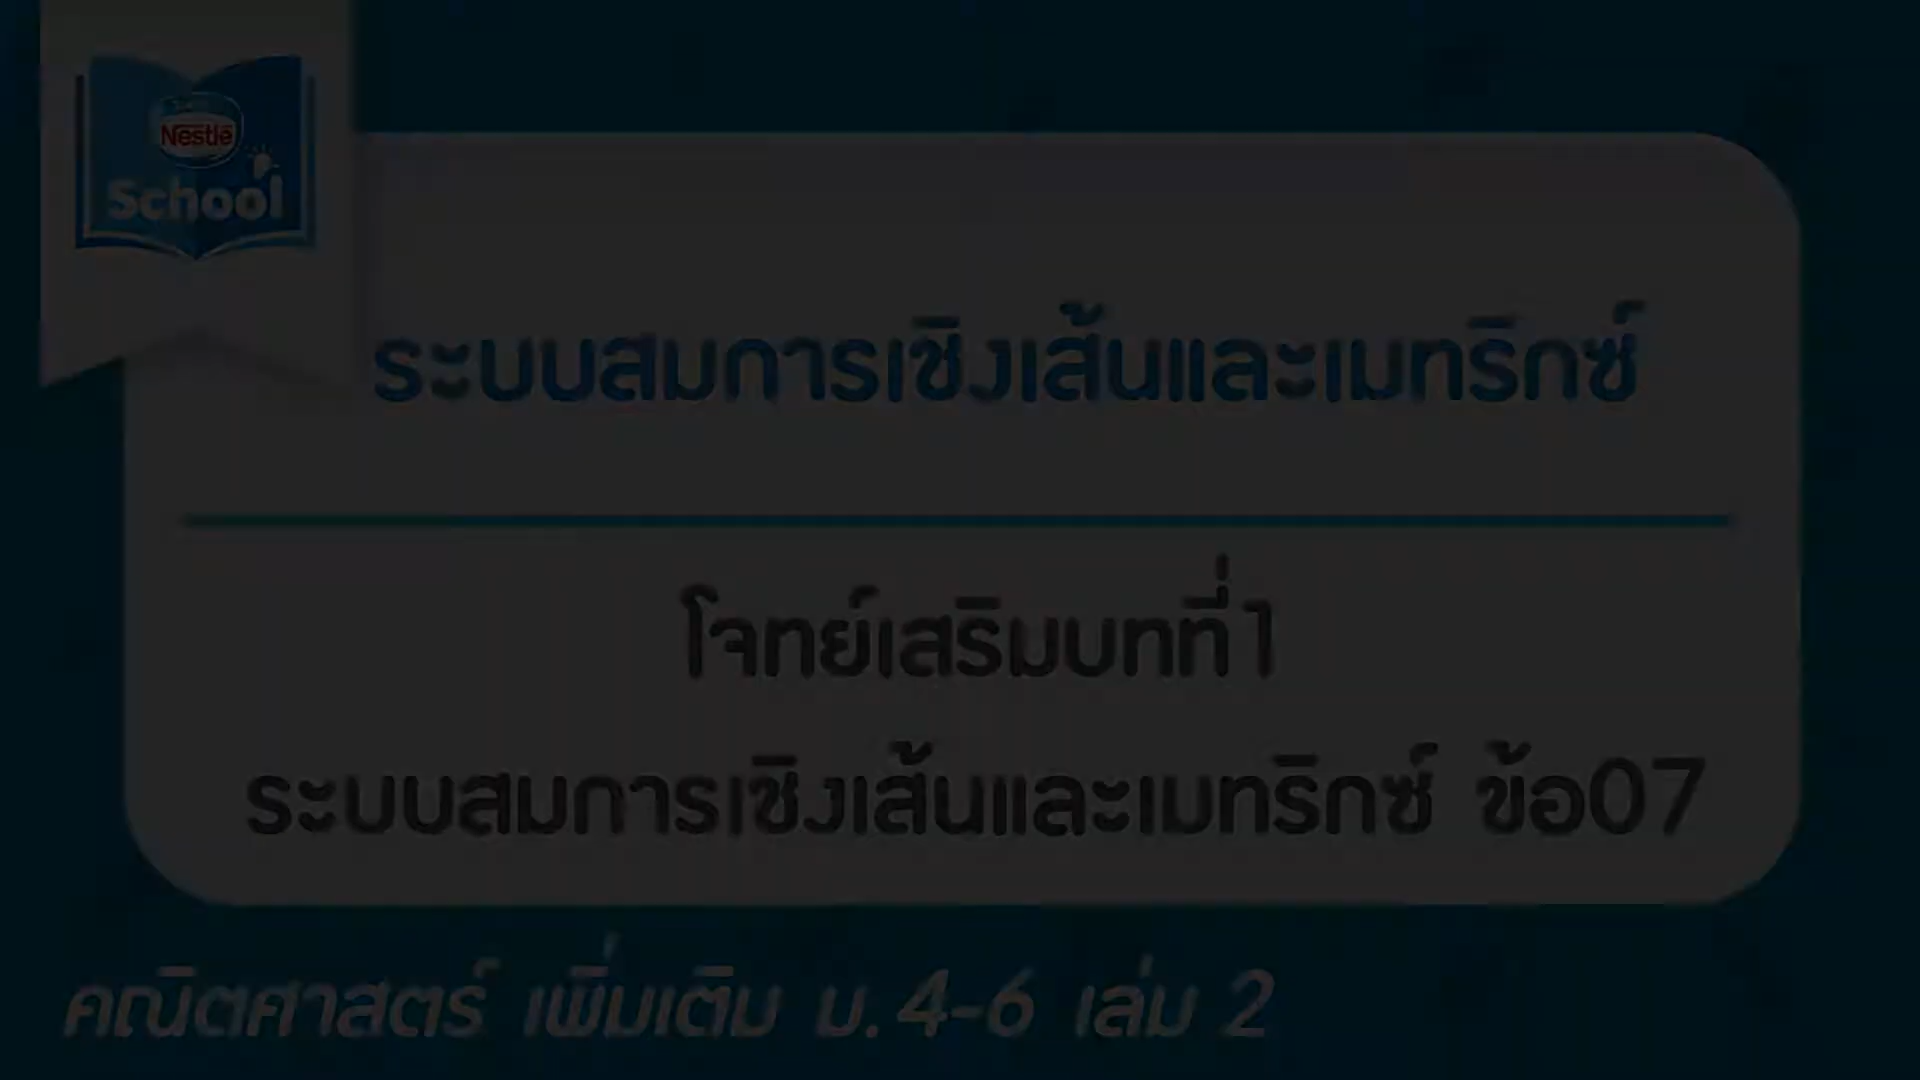 Nestlé
School
ระบบสมการเชิงเส้นและเมทริกซ์
โจทย์เสริมบทที่ 1
ระบบสมการเชิงเส้นและเมทริกซ์ ข้อ07
คณิตศาสตร์ เพิ่มเติม ม.4-6 เล่ม 2